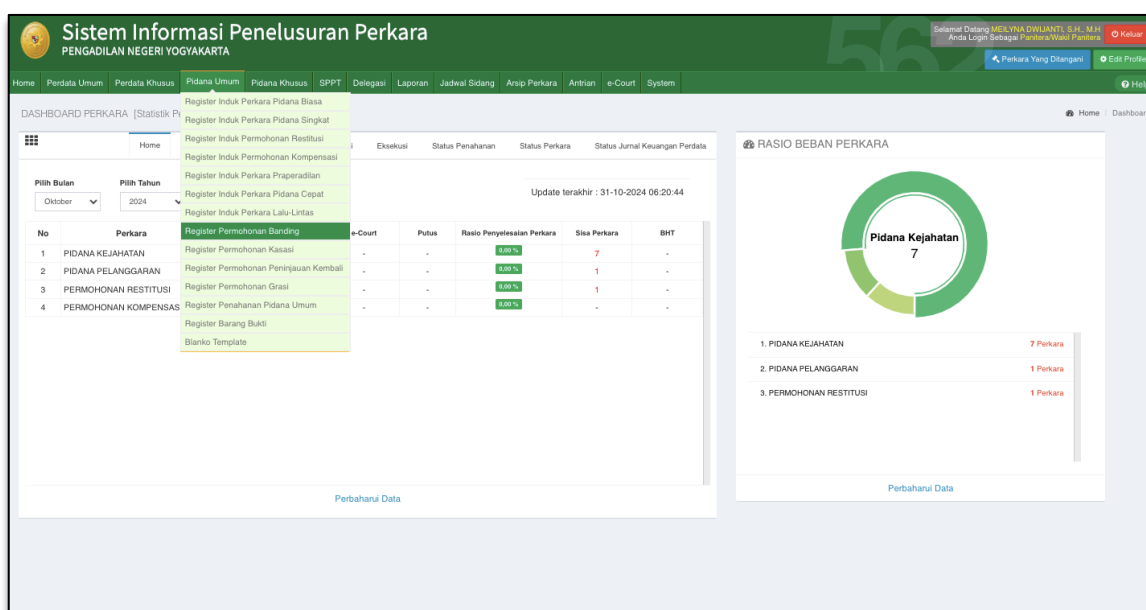 Sistem Informasi Penelusuran Perkara
PENGADILAN NEGERI YOGYAKARTA
562
Selamat Datang MEILYNA DWIJANTI, S.H., M.H
Anda Login Sebagai Panitera/Wakil Panitera
Keluar
Perkara Yang Ditangani
Edit Profile
Home Perdata Umum Perdata Khusus Pidana Umum Pidana Khusus SPPT Delegasi Laporan Jadwal Sidang Arsip Perkara Antrian e-Court System
DASHBOARD PERKARA [Statistik
Home Dashboar
Register Induk Perkara Pidana Biasa
Register Induk Perkara Pidana Singkat
Register Induk Permohonan Restitusi
Register Induk Permohonan Kompensasi
Register Induk Perkara Praperadilan
Register Induk Perkara Pidana Cepat
Register Induk Perkara Lalu-Lintas
Register Permohonan Banding
Register Permohonan Kasasi
Register Permohonan Peninjauan Kembali
Register Permohonan Grasi
Register Penahanan Pidana Umum
Register Barang Bukti
Blanko Template
Home Eksekusi Status Penahanan Status Perkara Status Jurnal Keuangan Perdata
Pilih Bulan Pilih Tahun
Oktober 2024
Update terakhir : 31-10-2024 06:20:44
No Perkara e-Court Putus Rasio Penyelesaian Perkara Sisa Perkara BHT
1 PIDANA KEJAHATAN - - 0,00 % 7 -
2 PIDANA PELANGGARAN - - 0,00 % 1 -
3 PERMOHONAN RESTITUSI - - 0,00 % 1 -
4 PERMOHONAN KOMPENSAS - - 0,00 % - -
Perbaharui Data
RASIO BEBAN PERKARA
Pidana Kejahatan
7
1. PIDANA KEJAHATAN 7 Perkara
2. PIDANA PELANGGARAN 1 Perkara
3. PERMOHONAN RESTITUSI 1 Perkara
Perbaharui Data